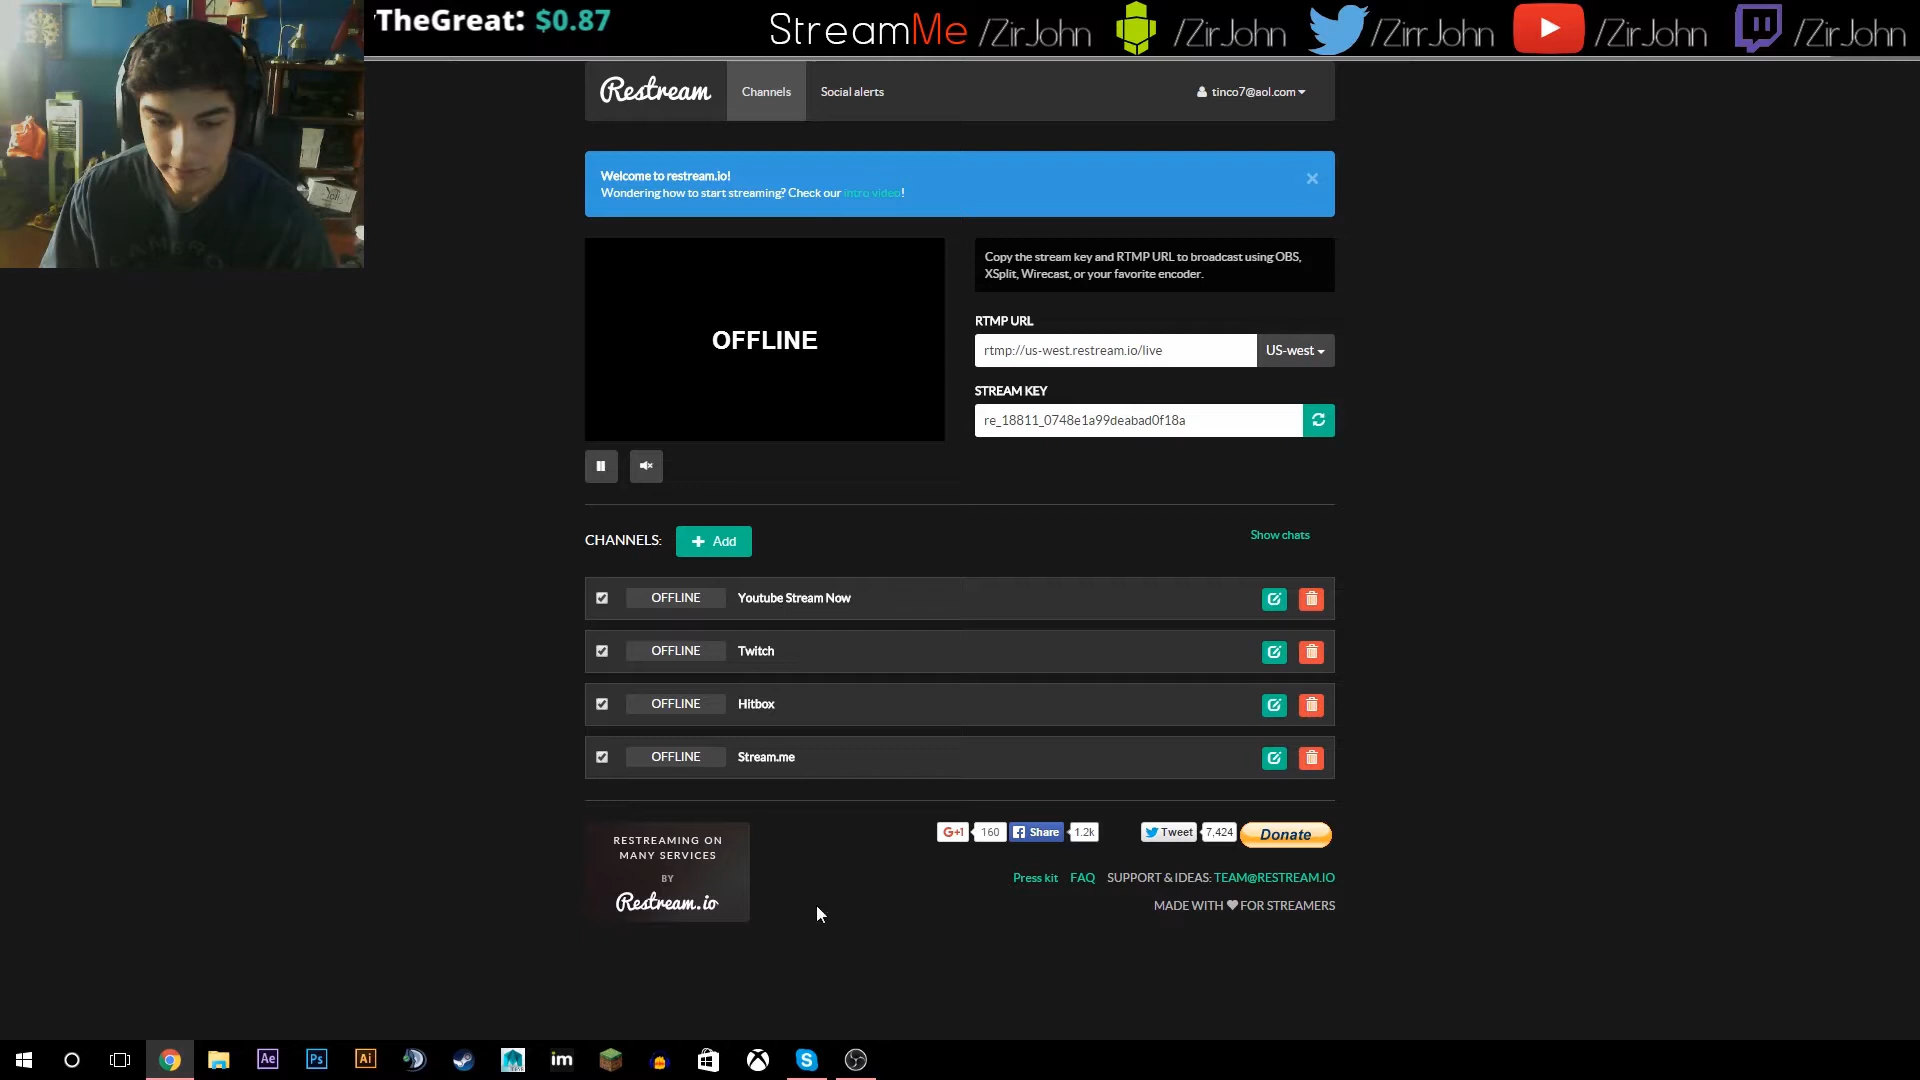 TheGreat: $0.87
StreamMe /ZirJohn /ZirJohn /ZirrJohn /ZirJohn /ZirJohn
Restream Channels Social alerts tinco7@aol.com
Welcome to restream.io!
Wondering how to start streaming? Check our intro video!
OFFLINE
Copy the stream key and RTMP URL to broadcast using OBS,
XSplit, Wirecast, or your favorite encoder.
RTMP URL
rtmp://us-west.restream.io/live US-west
STREAM KEY
re_18811_0748e1a99deabad0f18a
CHANNELS: Add Show chats
OFFLINE Youtube Stream Now
OFFLINE Twitch
OFFLINE Hitbox
OFFLINE Stream.me
RESTREAMING ON
MANY SERVICES
BY
Restream.io
G+1 160 Share 1.2k Tweet 7,424 Donate
Press kit FAQ SUPPORT & IDEAS: TEAM@RESTREAM.IO
MADE WITH FOR STREAMERS
Ae Ps Ai im